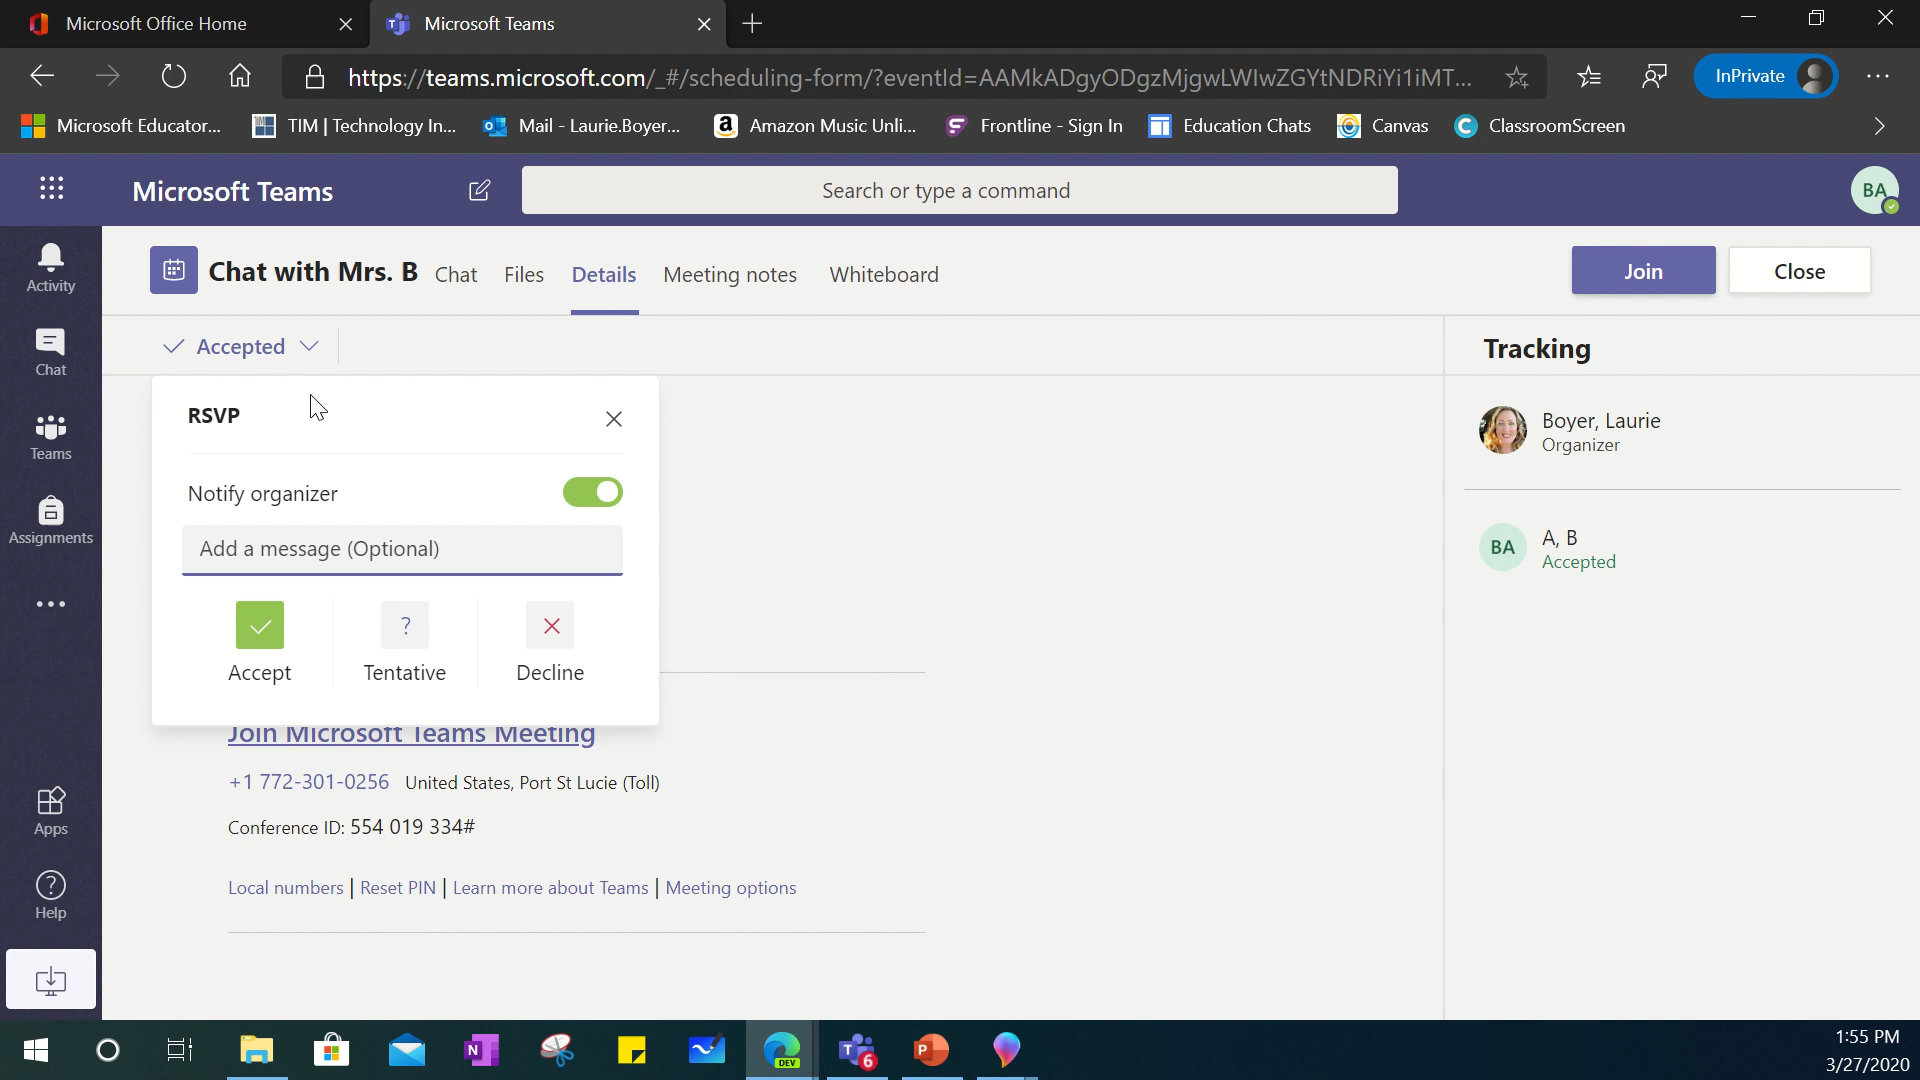 Microsoft Office Home
Microsoft Teams
https://teams.microsoft.com/_#/scheduling-form/?eventId=AAMkADgyODgzMjgwLWIwZGYtNDRiYi1iMT...
InPrivate
Microsoft Educator...
TIM | Technology In...
Mail - Laurie.Boyer...
Amazon Music Unli...
Frontline - Sign In
Education Chats
Canvas
ClassroomScreen
Microsoft Teams
Search or type a command
BA
Activity
Chat
Teams
Assignments
Apps
Help
Chat with Mrs. B
Chat
Files
Details
Meeting notes
Whiteboard
Join
Close
Accepted
RSVP
Notify organizer
Add a message (Optional)
?
Accept
Tentative
Decline
Join Microsoft Teams Meeting
+1 772-301-0256 United States, Port St Lucie (Toll)
Conference ID: 554 019 334#
Local numbers | Reset PIN | Learn more about Teams | Meeting options
Tracking
Boyer, Laurie
Organizer
BA
A, B
Accepted
N
DEV
T
6
P
1:55 PM
3/27/2020